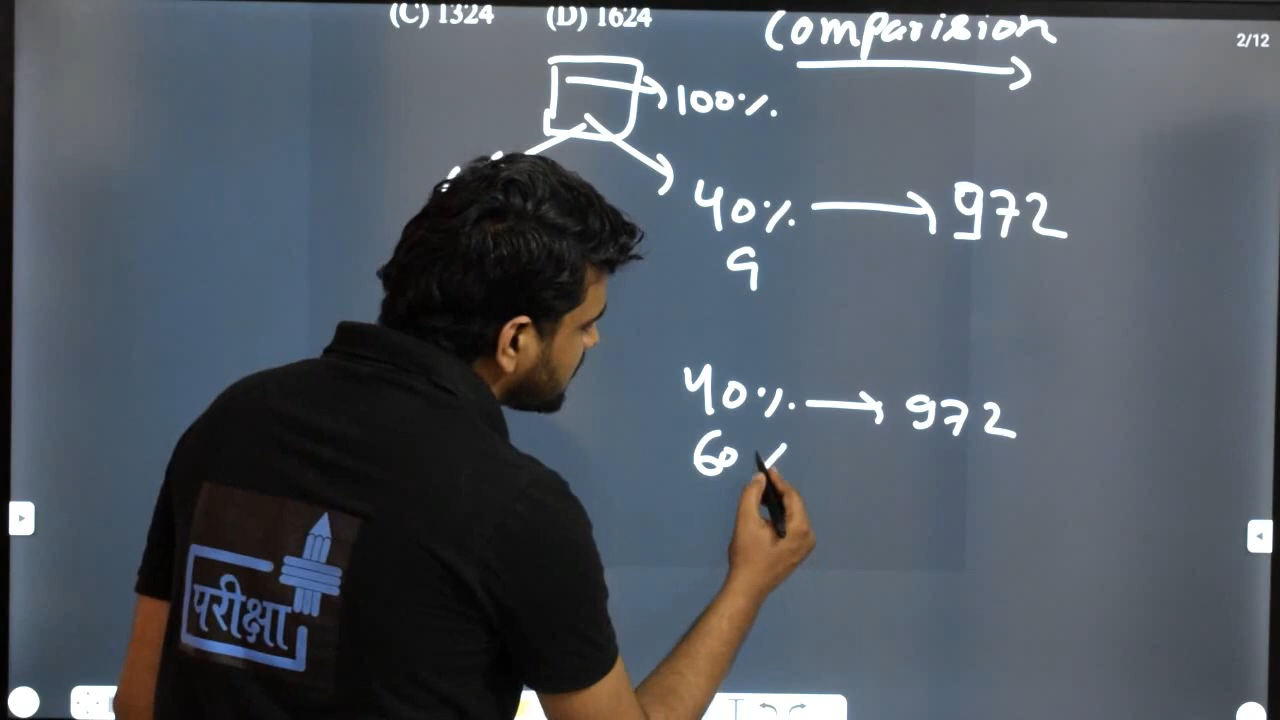 (C) 1324 (D) 1624
Comparision
2/12
100%
40% → 972
9
40% → 972
60%
परीक्षा